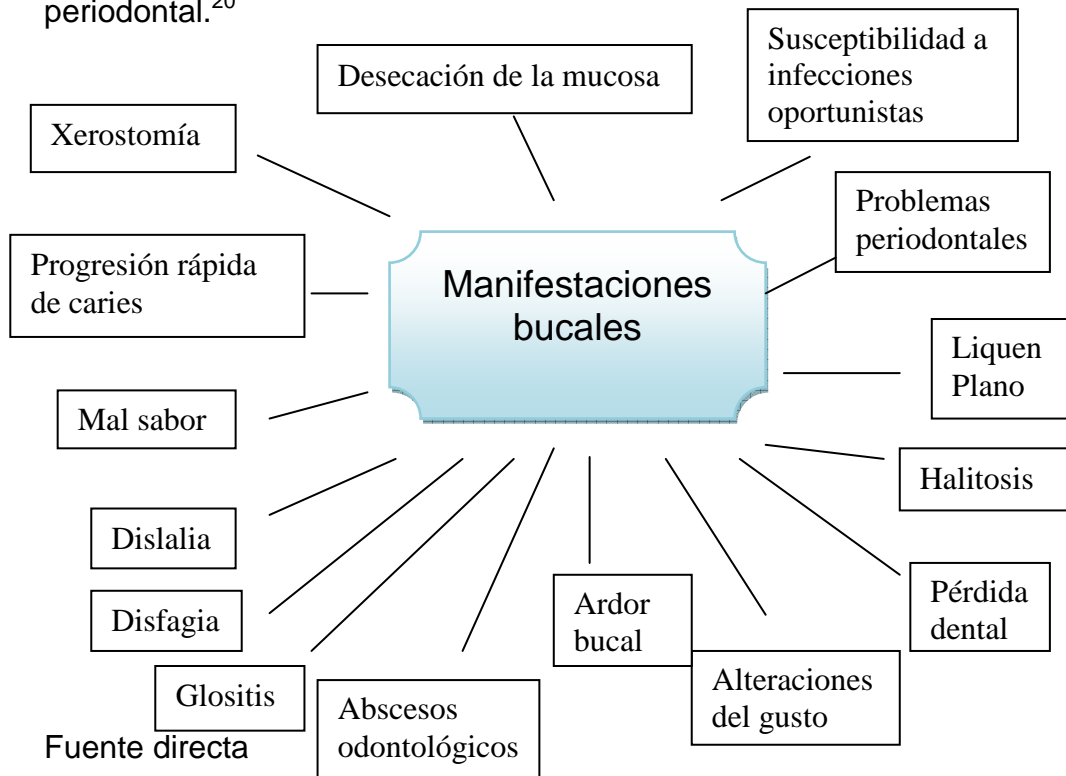 periodontal.20
Desecación de la mucosa
Susceptibilidad a
infecciones
oportunistas
Xerostomía
Problemas
periodontales
Progresión rápida
de caries
Manifestaciones
bucales
Liquen
Plano
Mal sabor
Halitosis
Dislalia
Disfagia
Ardor
bucal
Pérdida
dental
Glositis
Abscesos
odontológicos
Alteraciones
del gusto
Fuente directa